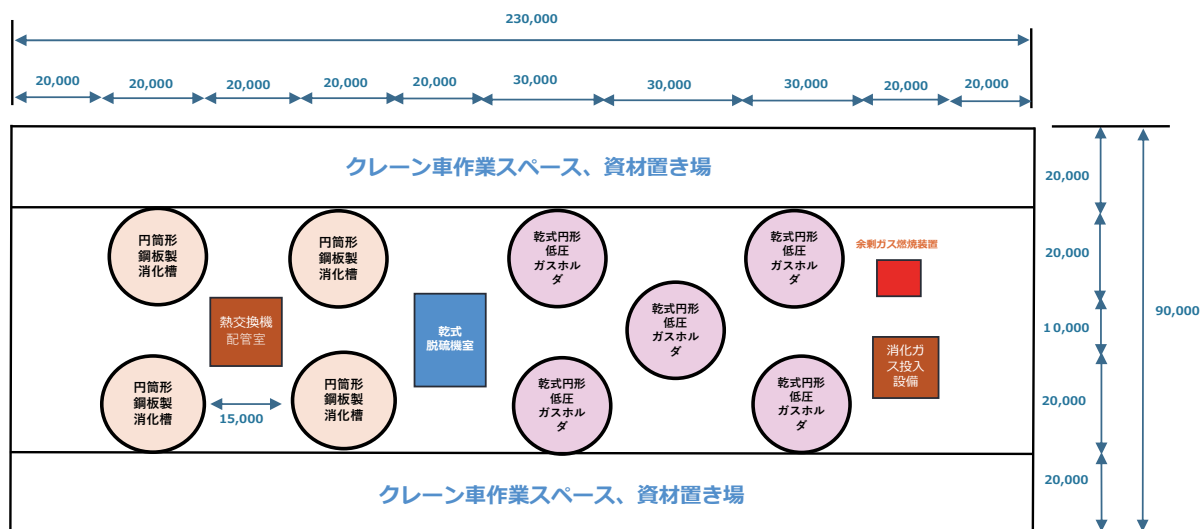 230,000
20,000
20,000
20,000
20,000
20,000
30,000
30,000
30,000
20,000
20,000
クレーン車作業スペース、資材置き場
20,000
円筒形
鋼板製
消化槽
円筒形
鋼板製
消化槽
乾式円形
低圧
ガスホル
ダ
乾式円形
低圧
ガスホル
ダ
余剰ガス燃焼装置
20,000
熱交換機
配管室
乾式
脱硫機室
乾式円形
低圧
ガスホル
ダ
消化ガ
ス投入
設備
10,000
90,000
円筒形
鋼板製
消化槽
15,000
円筒形
鋼板製
消化槽
乾式円形
低圧
ガスホル
ダ
乾式円形
低圧
ガスホル
ダ
20,000
クレーン車作業スペース、資材置き場
20,000